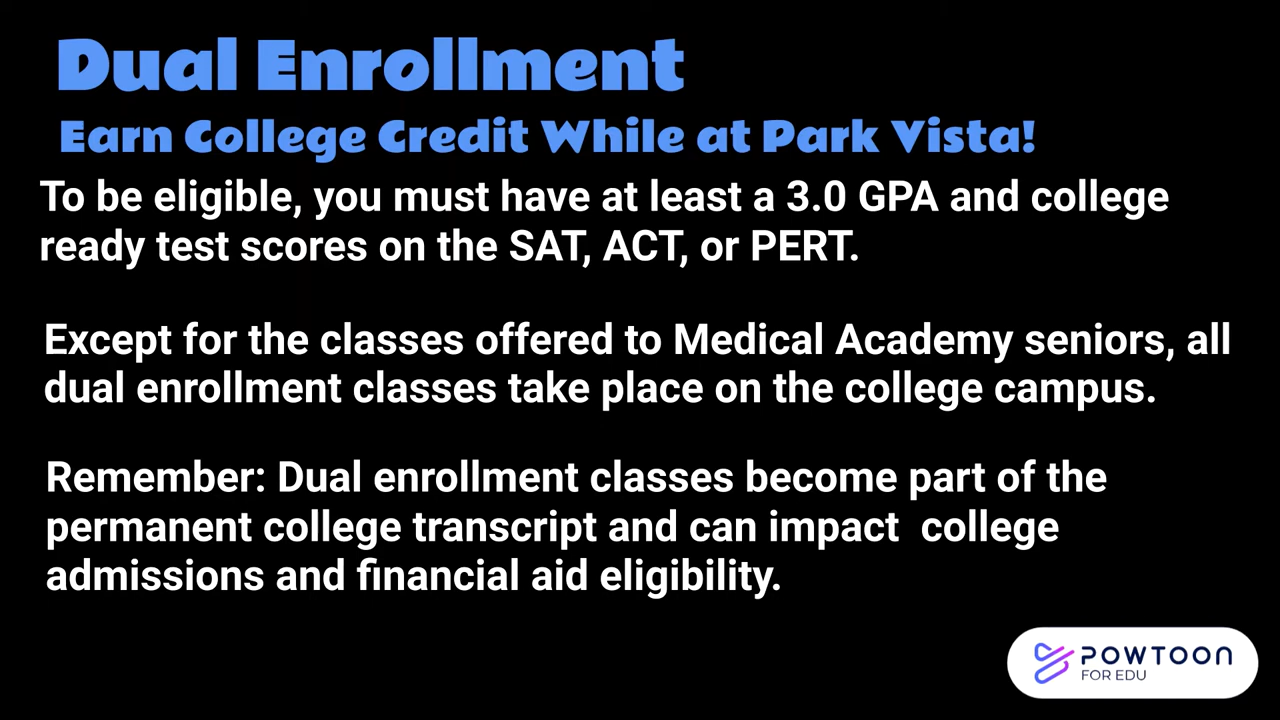 Dual Enrollment
Earn College Credit While at Park Vista!
To be eligible, you must have at least a 3.0 GPA and college
ready test scores on the SAT, ACT, or PERT.
Except for the classes offered to Medical Academy seniors, all
dual enrollment classes take place on the college campus.
Remember: Dual enrollment classes become part of the
permanent college transcript and can impact  college
admissions and financial aid eligibility.
POWTOON
FOR EDU